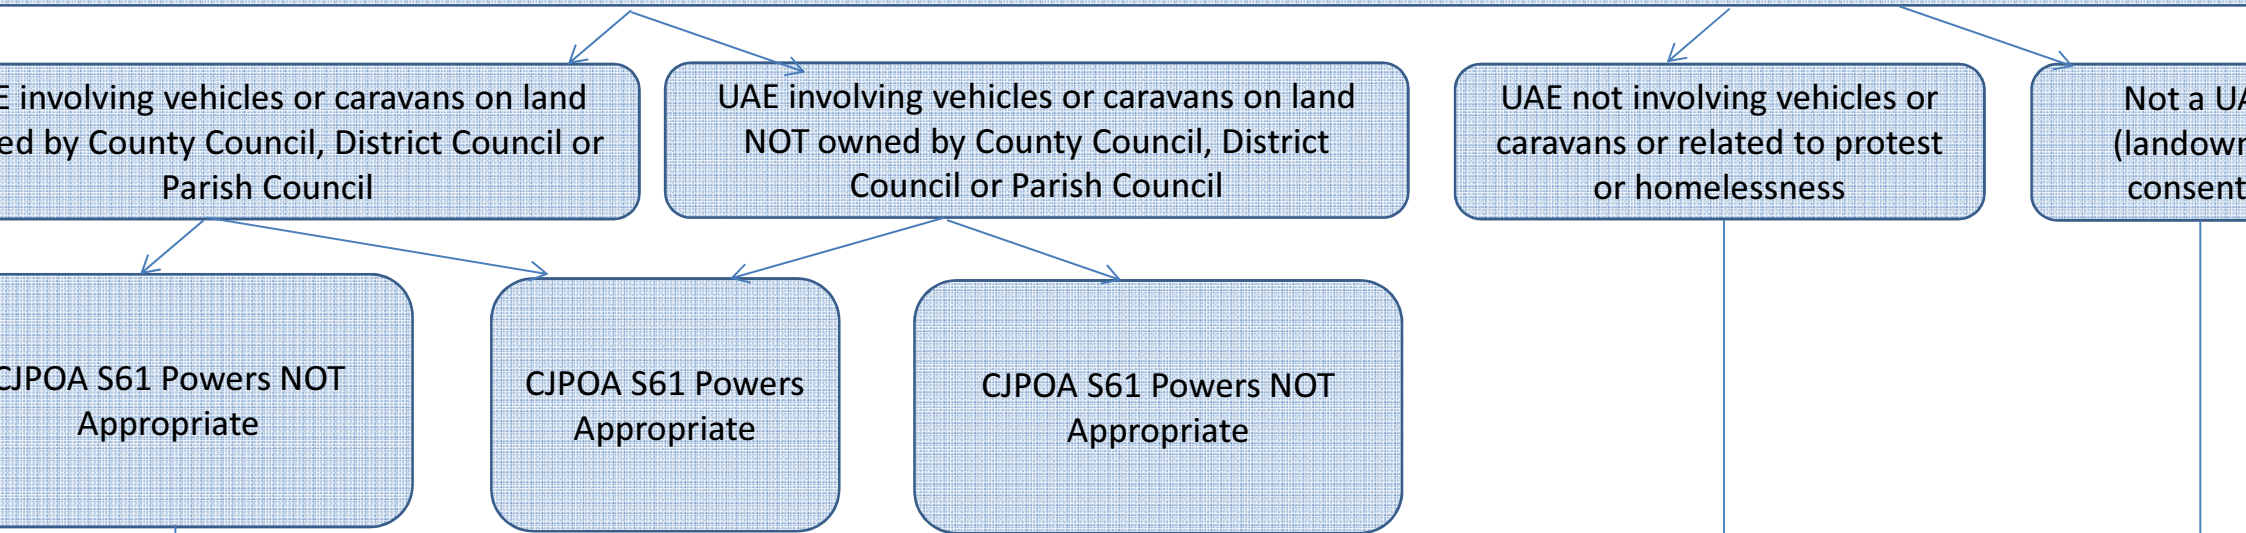 involving vehicles or caravans on land
by County Council, District Council or
Parish Council
UAE involving vehicles or caravans on land
NOT owned by County Council, District
Council or Parish Council
UAE not involving vehicles or
caravans or related to protest
or homelessness
Not a
consent
CJPOA S61 Powers NOT
Appropriate
CJPOA S61 Powers
Appropriate
CJPOA S61 Powers NOT
Appropriate